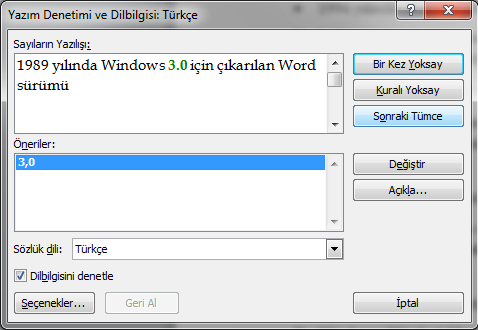 Yazım Denetimi ve Dilbilgisi: Türkçe
Sayıların Yazılışı:
1989 yılında Windows 3.0 için çıkarılan Word
sürümü
Bir Kez Yoksay
Kuralı Yoksay
Sonraki Tümce
Öneriler:
3,0
Değiştir
Açıkla...
Sözlük dili: Türkçe
Dilbilgisini denetle
Seçenekler...
Geri Al
İptal